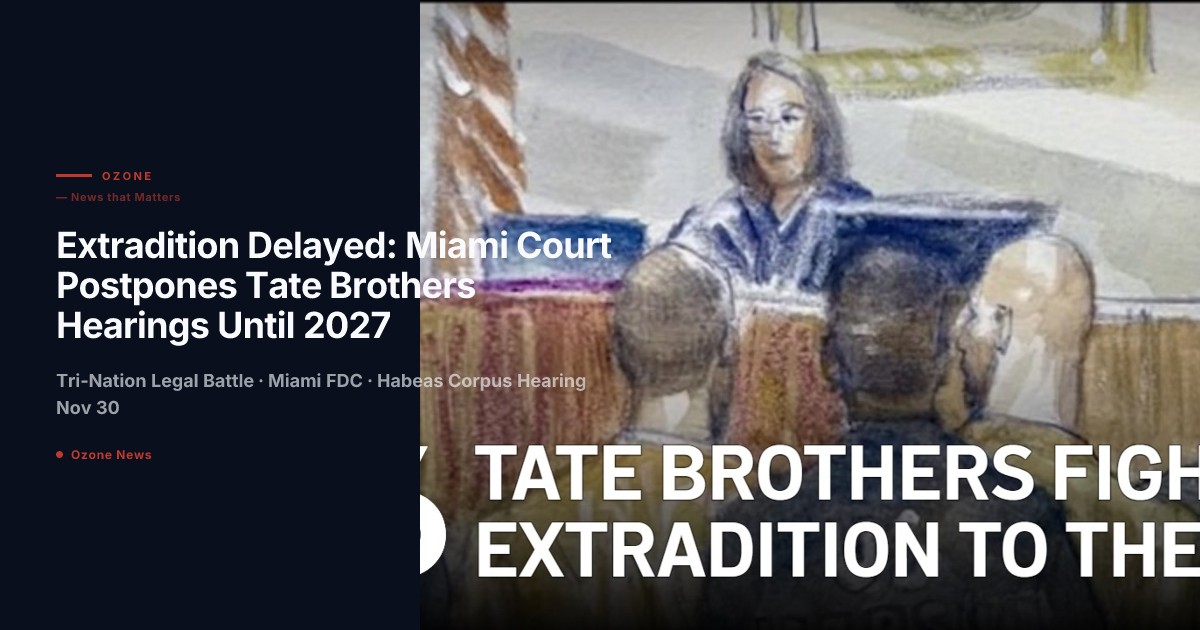 OZONE
— News that Matters
Extradition Delayed: Miami Court
Postpones Tate Brothers
Hearings Until 2027
Tri-Nation Legal Battle · Miami FDC · Habeas Corpus Hearing
Nov 30
Ozone News
TATE BROTHERS FIGH
EXTRADITION TO THE